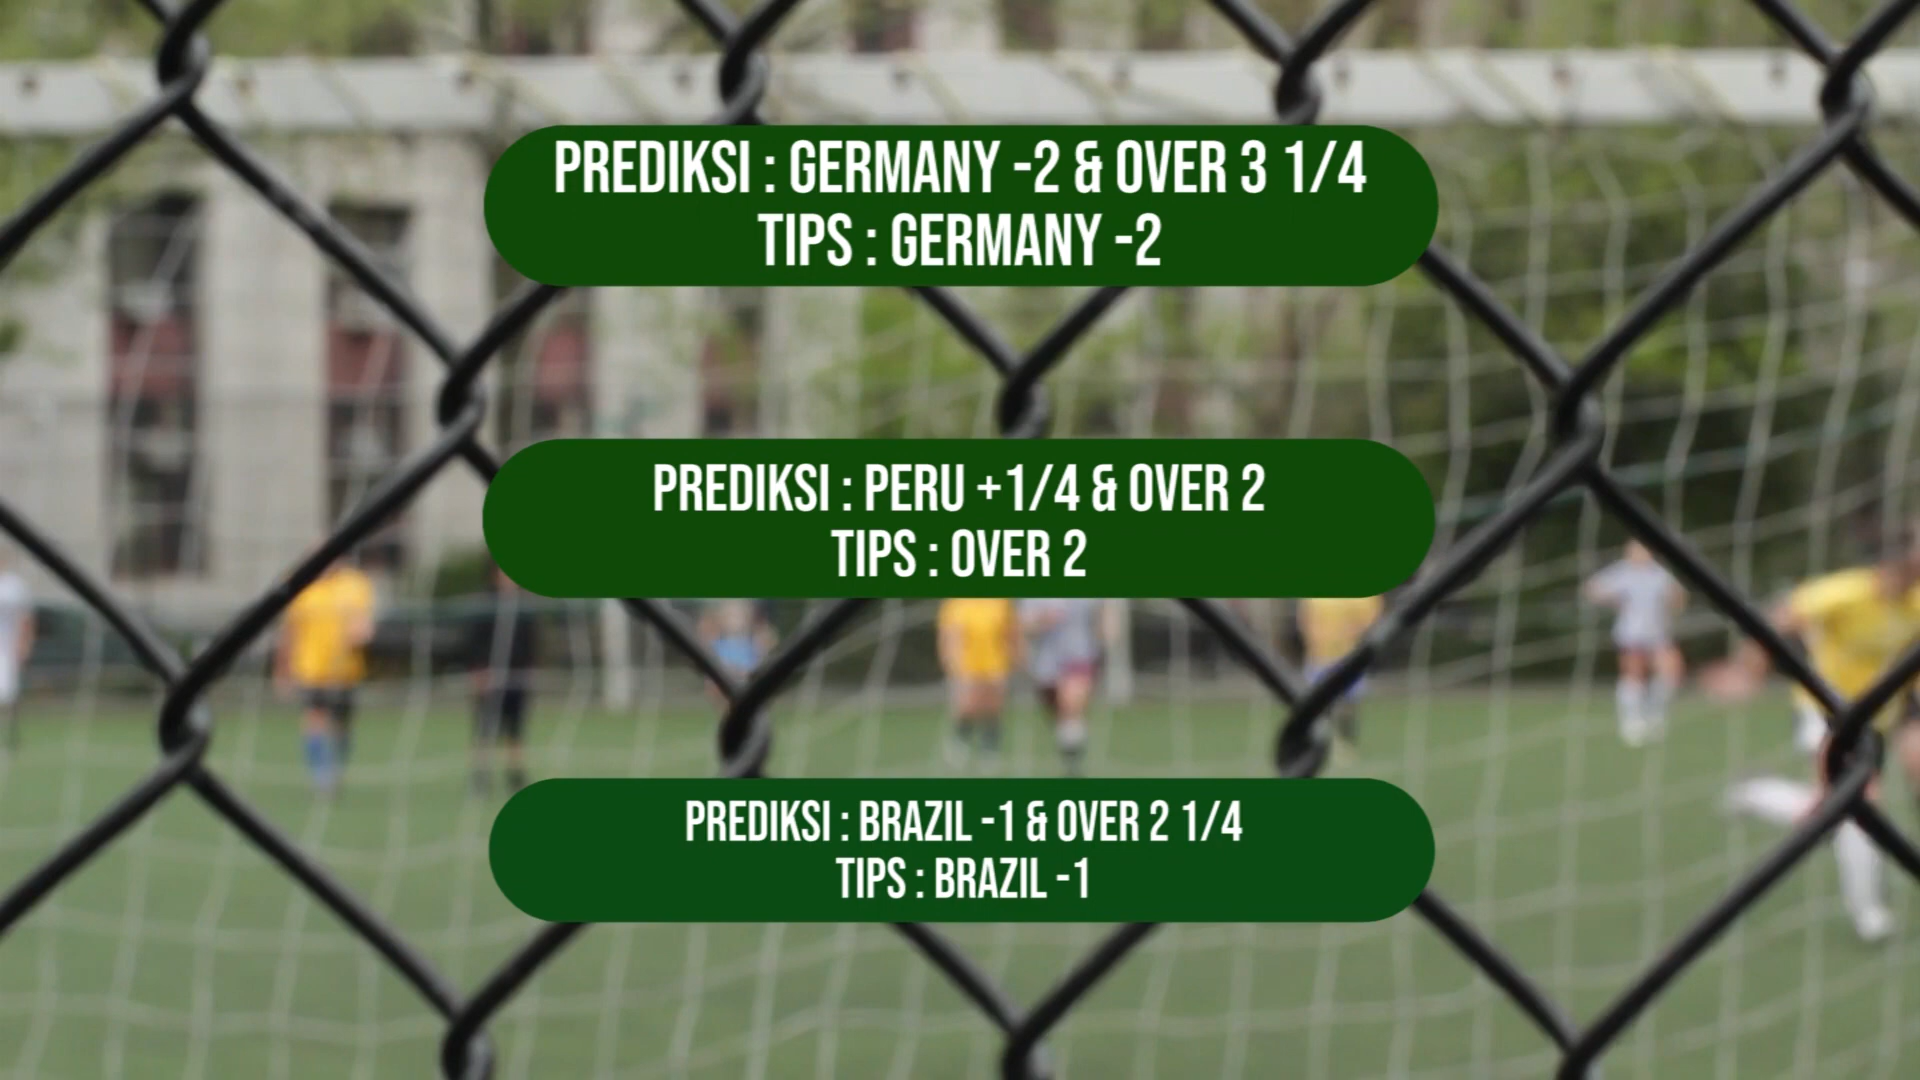 PREDIKSI : GERMANY -2 & OVER 3 1/4
TIPS : GERMANY -2
PREDIKSI : PERU +1/4 & OVER 2
TIPS : OVER 2
PREDIKSI : BRAZIL -1 & OVER 2 1/4
TIPS : BRAZIL -1